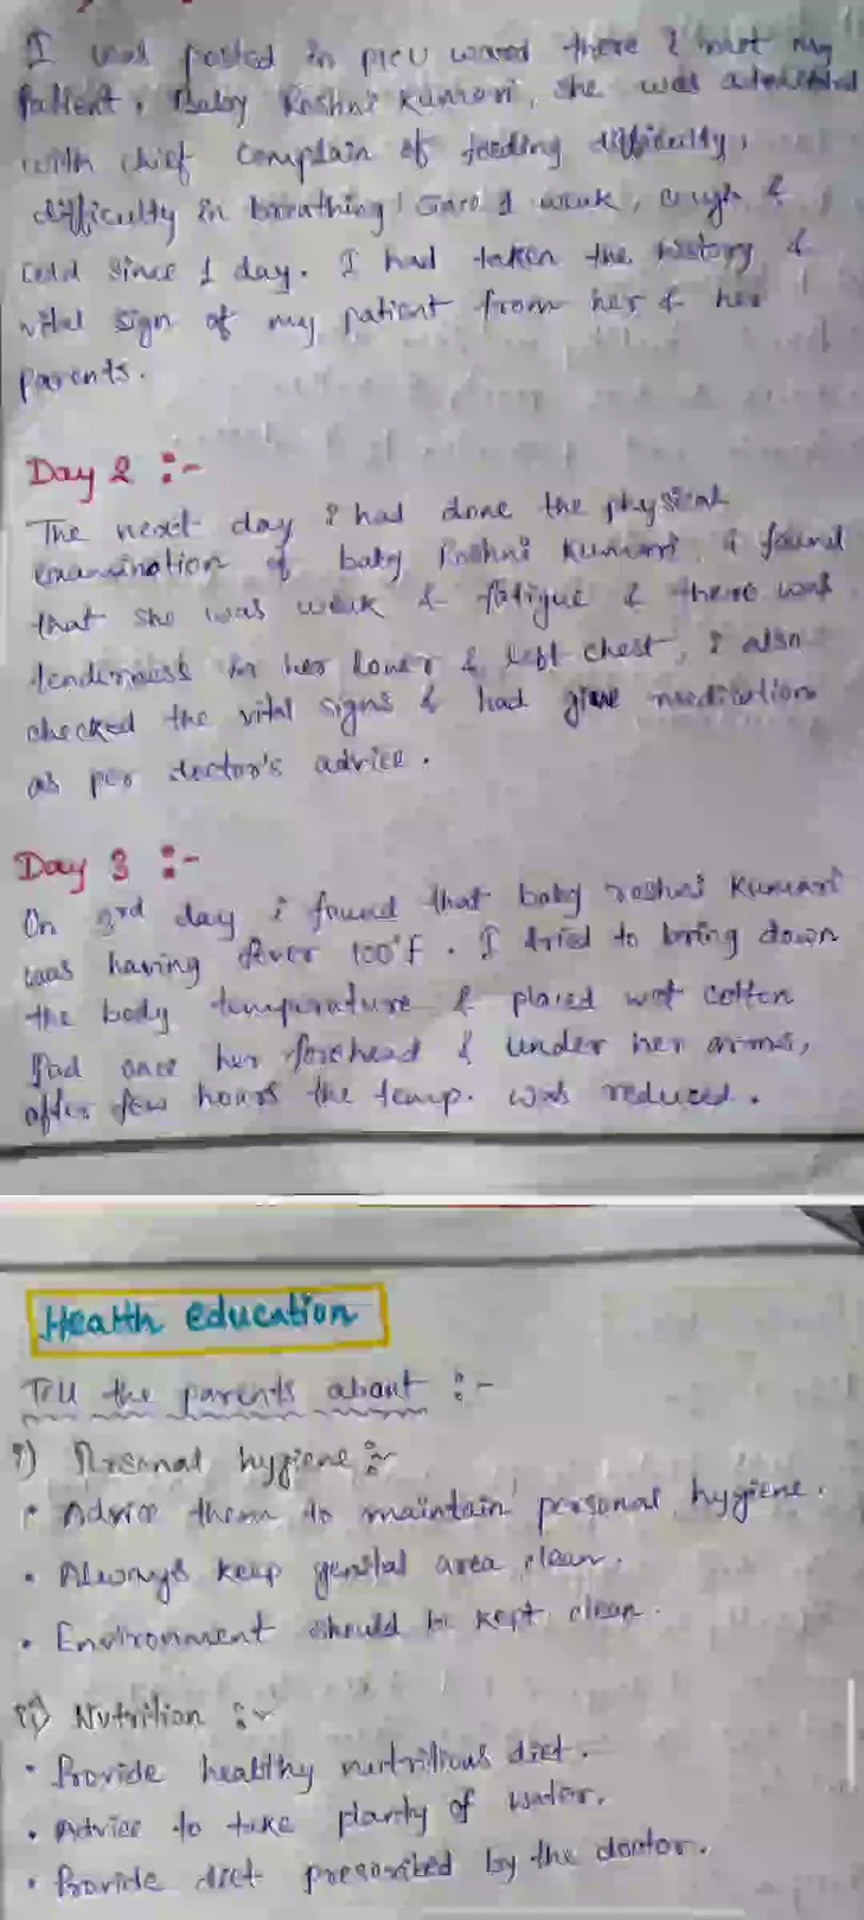 I was posted in picu ward there I met my
Patient, Baby Roshni Kumari, she was admitted
with chief complain of feeding difficulty,
difficulty in breathing 1 week, cough &
cold since 1 day. I had taken the history &
vital sign of my patient from her & her
parents.
Day 2 :-
The next day I had done the physical
examination of baby Roshni Kumari, i found
that she was weak & fatigue & there was
tenderness in her lower & left chest, I also
checked the vital signs & had give medication
as per doctor's advice.
Day 3 :-
On 3rd day i found that baby roshni Kumari
was having fever 100°F. I tried to bring down
the body temperature & placed wet cotton
Pad once her forehead & under her arms,
after few hours the temp. was reduced.
Health education
Tell the parents about :-
i) Personal hygiene :-
• Advice them to maintain personal hygiene.
• Always keep genital area clean.
• Environment should be kept clean.
ii) Nutrition :-
• Provide healthy nutritious diet.
• Advice to take planty of water.
• Provide diet prescribed by the doctor.